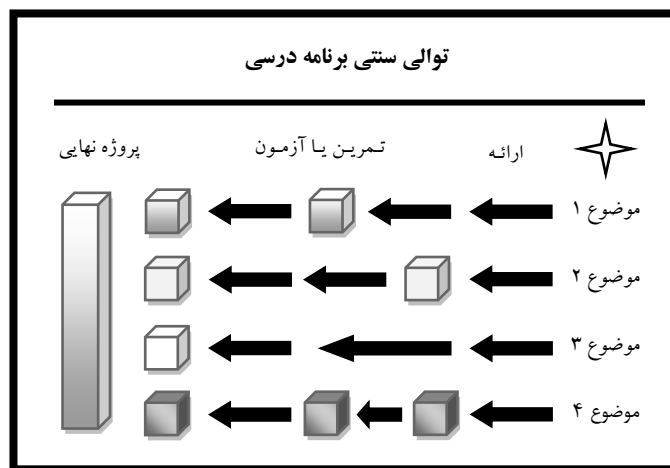 توالی سنتی برنامه درسی
ارائه تمرین یا آزمون پروژه نهایی
موضوع ۱
موضوع ۲
موضوع ۳
موضوع ۴